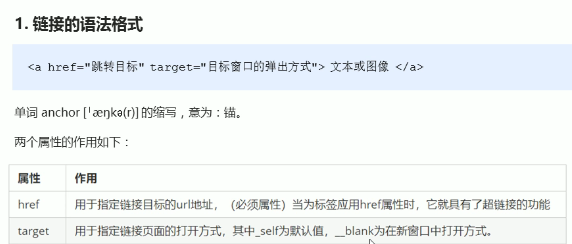 1. 链接的语法格式
<a href="跳转目标" target="目标窗口的弹出方式"> 文本或图像 </a>
单词 anchor [ˈæŋkə(r)] 的缩写，意为：锚。
两个属性的作用如下：
属性 作用
href 用于指定链接目标的url地址，（必须属性）当为标签应用href属性时，它就具有了超链接的功能
target 用于指定链接页面的打开方式，其中_self为默认值，__blank为在新窗口中打开方式。